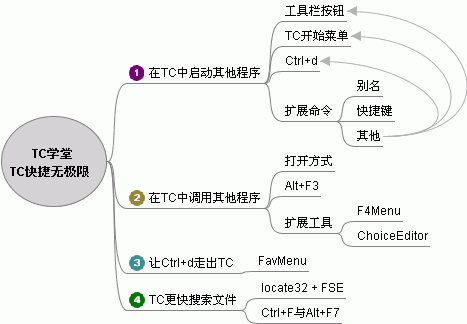 TC学堂
TC快捷无极限
1 在TC中启动其他程序
工具栏按钮
TC开始菜单
Ctrl+d
扩展命令
别名
快捷键
其他
2 在TC中调用其他程序
打开方式
Alt+F3
扩展工具
F4Menu
ChoiceEditor
3 让Ctrl+d走出TC
FavMenu
4 TC更快搜索文件
locate32 + FSE
Ctrl+F与Alt+F7